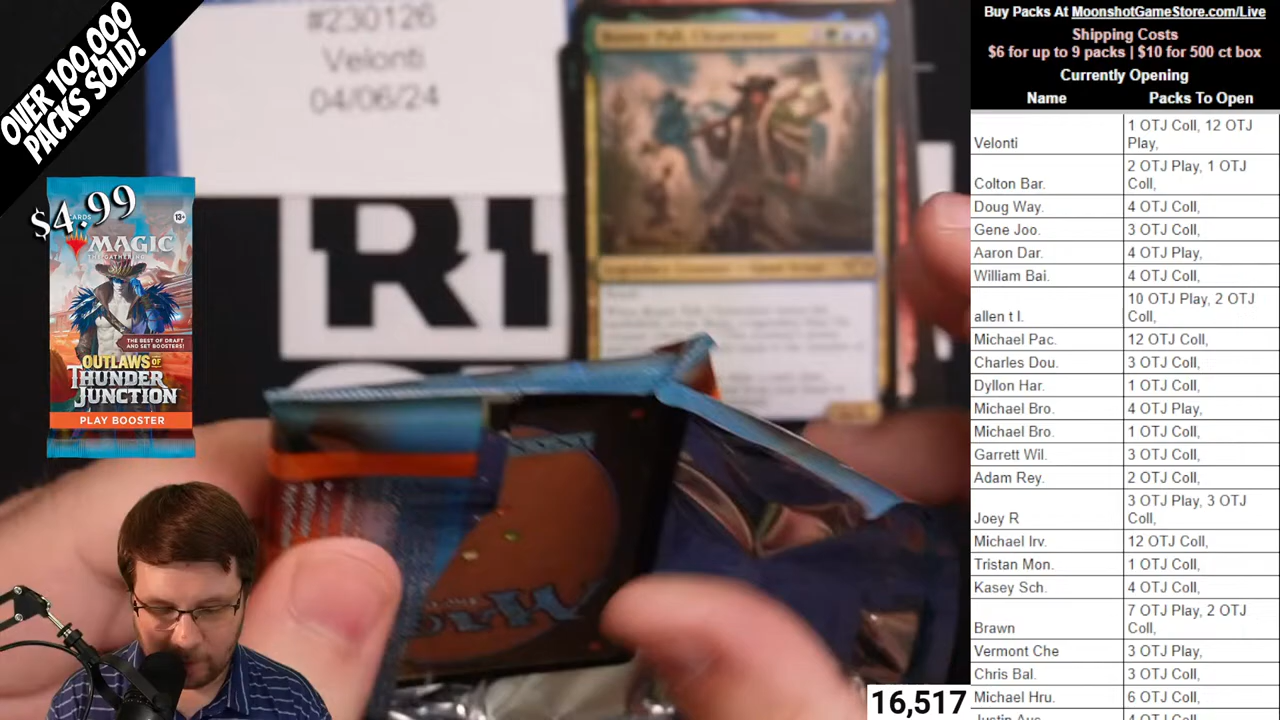 OVER 100,000
PACKS SOLD!
$4.99
13+
MAGIC
THE GATHERING
THE BEST OF DRAFT
AND SET BOOSTERS!
OUTLAWS OF
THUNDER
JUNCTION
PLAY BOOSTER
#230126
Velonti
04/06/24
16,517
Buy Packs At MoonshotGameStore.com/Live
Shipping Costs
$6 for up to 9 packs | $10 for 500 ct box
Currently Opening
Name Packs To Open
Velonti 1 OTJ Coll, 12 OTJ
Play,
Colton Bar. 2 OTJ Play, 1 OTJ
Coll,
Doug Way. 4 OTJ Coll,
Gene Joo. 3 OTJ Coll,
Aaron Dar. 4 OTJ Play,
William Bai. 4 OTJ Coll,
allen t l. 10 OTJ Play, 2 OTJ
Coll,
Michael Pac. 12 OTJ Coll,
Charles Dou. 3 OTJ Coll,
Dyllon Har. 1 OTJ Coll,
Michael Bro. 4 OTJ Play,
Michael Bro. 1 OTJ Coll,
Garrett Wil. 3 OTJ Coll,
Adam Rey. 2 OTJ Coll,
Joey R 3 OTJ Play, 3 OTJ
Coll,
Michael Irv. 12 OTJ Coll,
Tristan Mon. 1 OTJ Coll,
Kasey Sch. 4 OTJ Coll,
Brawn 7 OTJ Play, 2 OTJ
Coll,
Vermont Che 3 OTJ Play,
Chris Bal. 3 OTJ Coll,
Michael Hru. 6 OTJ Coll,